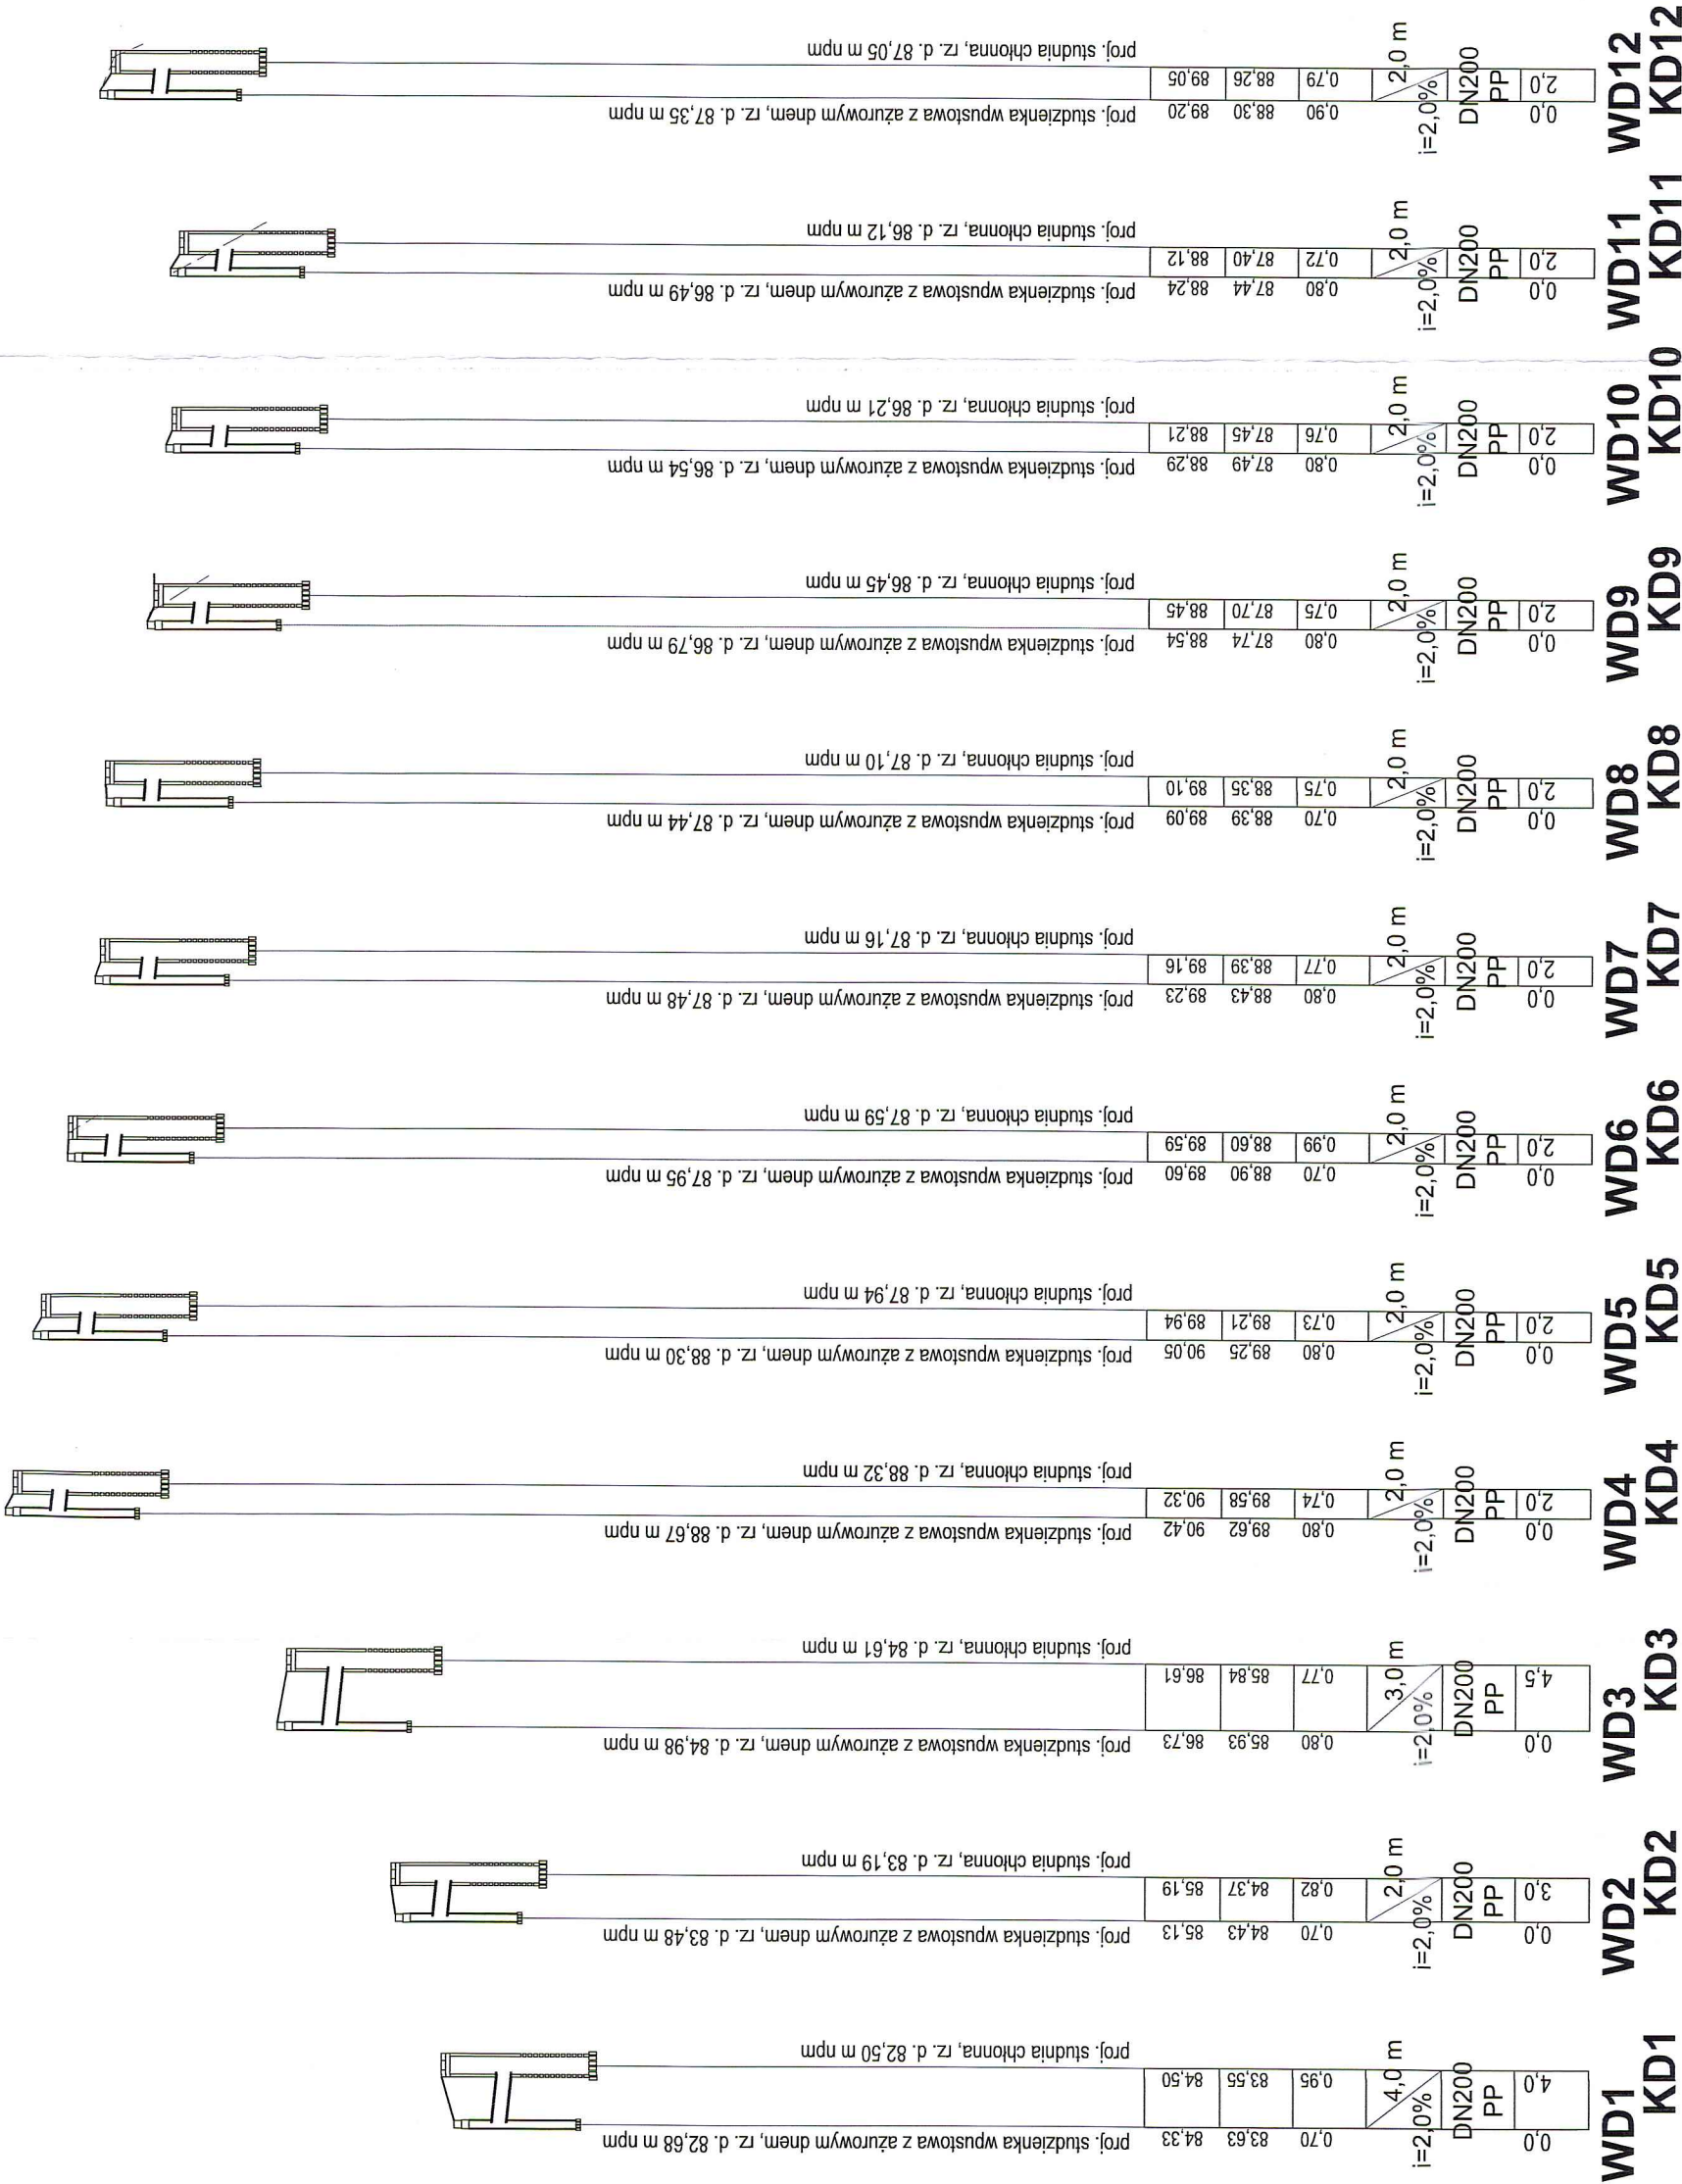 proj. studnia chłonna, rz. d. 87,05 m npm
89,05 88,26 0,79 2,0 m 2,0
i=2,0% DN200 PP
proj. studzienka wpustowa z ażurowym dnem, rz. d. 87,35 m npm
89,20 88,30 0,90 0,0
WD12 KD12
proj. studnia chłonna, rz. d. 86,12 m npm
88,12 87,40 0,72 2,0 m 2,0
i=2,0% DN200 PP
proj. studzienka wpustowa z ażurowym dnem, rz. d. 86,49 m npm
88,24 87,44 0,80 0,0
WD11 KD11
proj. studnia chłonna, rz. d. 86,21 m npm
88,21 87,45 0,76 2,0 m 2,0
i=2,0% DN200 PP
proj. studzienka wpustowa z ażurowym dnem, rz. d. 86,54 m npm
88,29 87,49 0,80 0,0
WD10 KD10
proj. studnia chłonna, rz. d. 86,45 m npm
88,45 87,70 0,75 2,0 m 2,0
i=2,0% DN200 PP
proj. studzienka wpustowa z ażurowym dnem, rz. d. 86,79 m npm
88,54 87,74 0,80 0,0
WD9 KD9
proj. studnia chłonna, rz. d. 87,10 m npm
89,10 88,35 0,75 2,0 m 2,0
i=2,0% DN200 PP
proj. studzienka wpustowa z ażurowym dnem, rz. d. 87,44 m npm
89,09 88,39 0,70 0,0
WD8 KD8
proj. studnia chłonna, rz. d. 87,16 m npm
89,16 88,39 0,77 2,0 m 2,0
i=2,0% DN200 PP
proj. studzienka wpustowa z ażurowym dnem, rz. d. 87,48 m npm
89,23 88,43 0,80 0,0
WD7 KD7
proj. studnia chłonna, rz. d. 87,59 m npm
89,59 88,60 0,99 2,0 m 2,0
i=2,0% DN200 PP
proj. studzienka wpustowa z ażurowym dnem, rz. d. 87,95 m npm
89,60 88,90 0,70 0,0
WD6 KD6
proj. studnia chłonna, rz. d. 87,94 m npm
89,94 89,21 0,73 2,0 m 2,0
i=2,0% DN200 PP
proj. studzienka wpustowa z ażurowym dnem, rz. d. 88,30 m npm
90,05 89,25 0,80 0,0
WD5 KD5
proj. studnia chłonna, rz. d. 88,32 m npm
90,32 89,58 0,74 2,0 m 2,0
i=2,0% DN200 PP
proj. studzienka wpustowa z ażurowym dnem, rz. d. 88,67 m npm
90,42 89,62 0,80 0,0
WD4 KD4
proj. studnia chłonna, rz. d. 84,61 m npm
86,61 85,84 0,77 3,0 m 4,5
i=2,0% DN200 PP
proj. studzienka wpustowa z ażurowym dnem, rz. d. 84,98 m npm
86,73 85,93 0,80 0,0
WD3 KD3
proj. studnia chłonna, rz. d. 83,19 m npm
85,19 84,37 0,82 2,0 m 3,0
i=2,0% DN200 PP
proj. studzienka wpustowa z ażurowym dnem, rz. d. 83,48 m npm
85,13 84,43 0,70 0,0
WD2 KD2
proj. studnia chłonna, rz. d. 82,50 m npm
84,50 83,55 0,95 4,0 m 4,0
i=2,0% DN200 PP
proj. studzienka wpustowa z ażurowym dnem, rz. d. 82,68 m npm
84,33 83,63 0,70 0,0
WD1 KD1